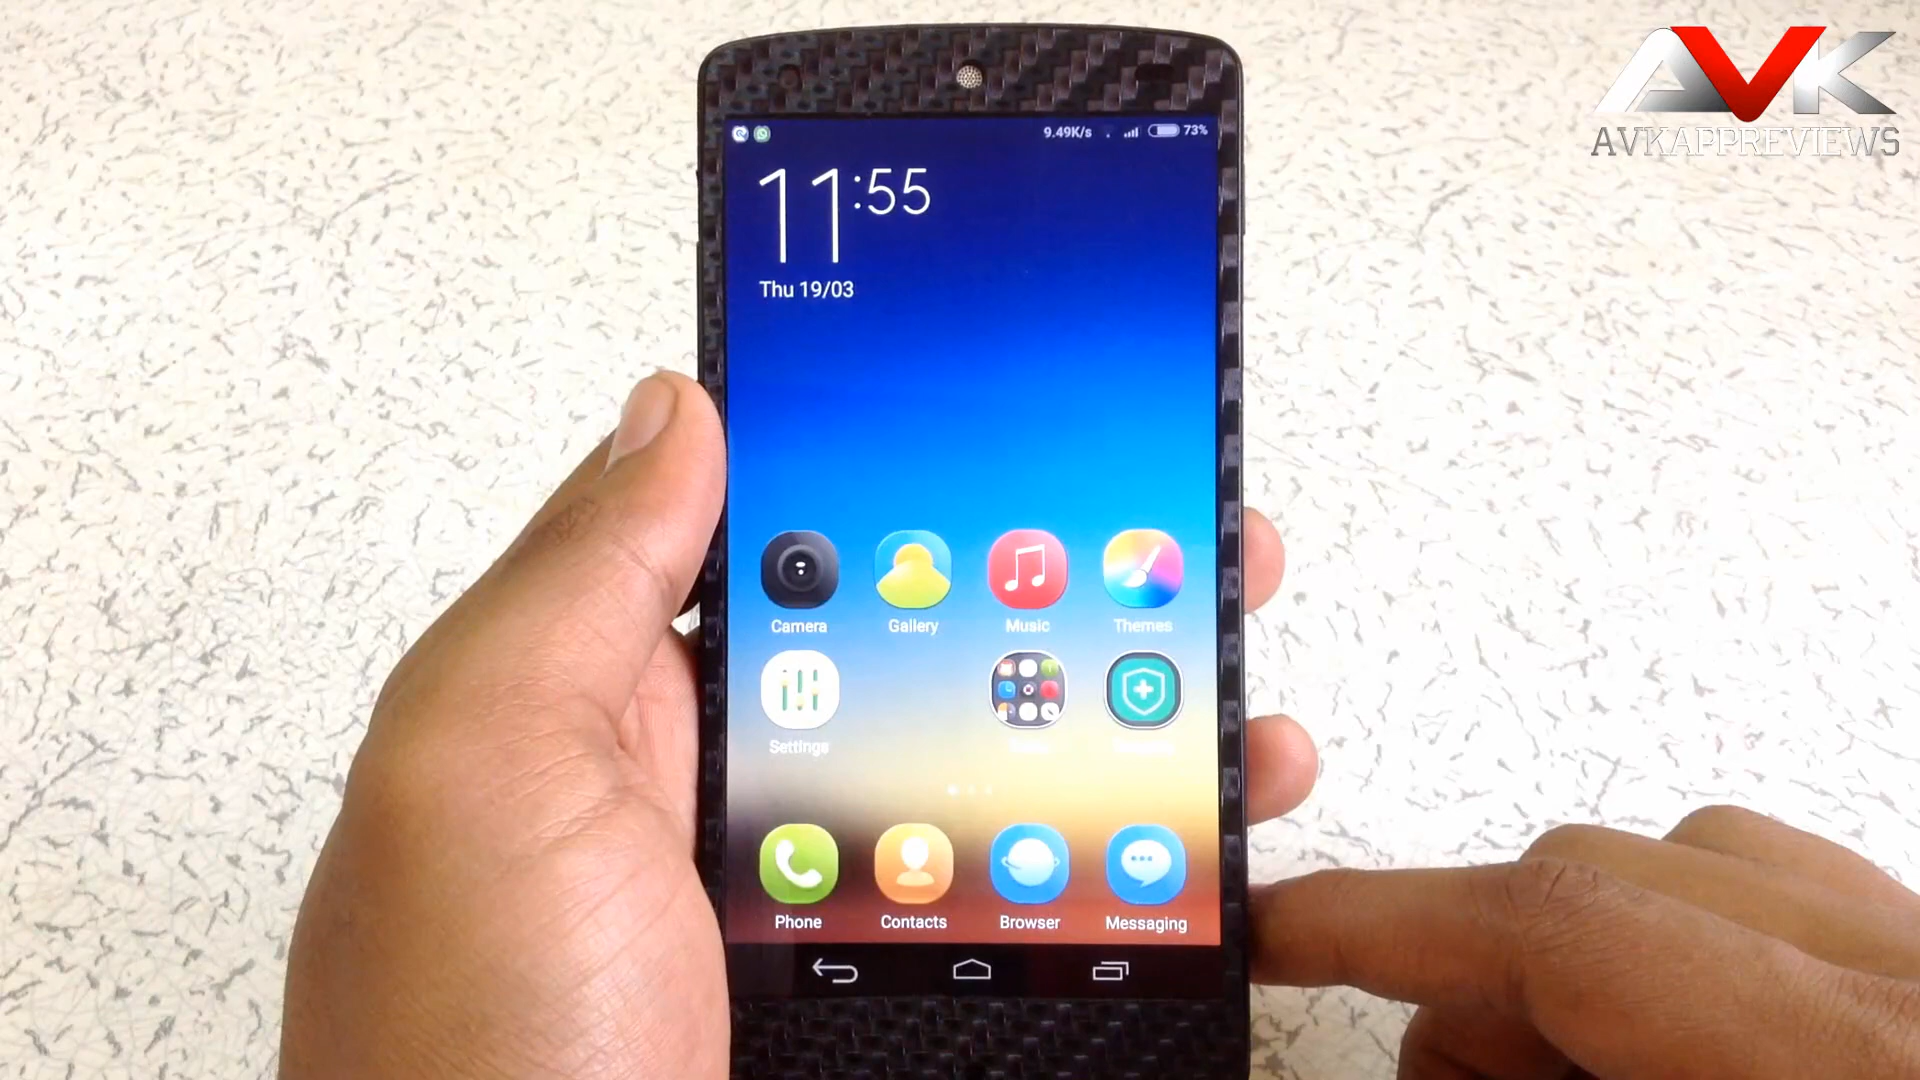 AVK
AVKAPPREVIEWS
9.49K/s 73%
11:55
Thu 19/03
Camera Gallery Music Themes
Settings
Phone Contacts Browser Messaging